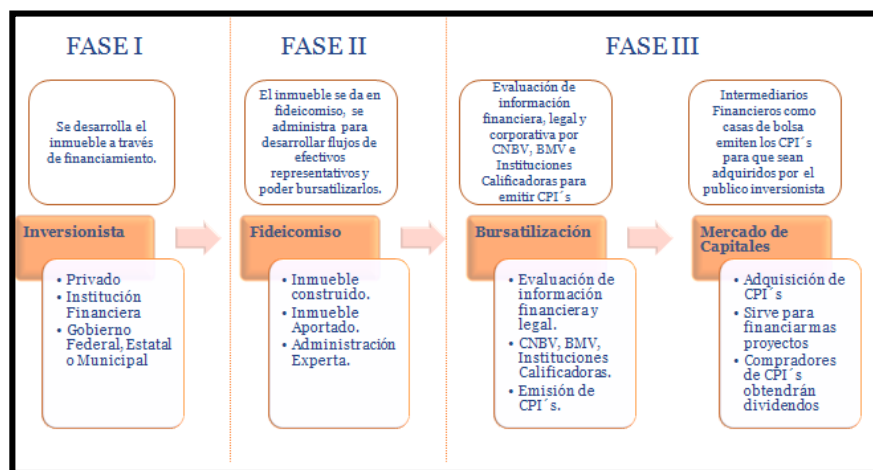 FASE I
FASE II
FASE III
Se desarrolla el
inmueble a través
de financiamiento.
El inmueble se da en
fideicomiso, se
administra para
desarrollar flujos de
efectivos
representativos y
poder bursatilizarlos.
Evaluación de
información
financiera, legal y
corporativa por
CNBV, BMV e
Instituciones
Calificadoras para
emitir CPI´s
Intermediarios
Financieros como
casas de bolsa
emiten los CPI´s
para que sean
adquiridos por el
publico inversionista
Inversionista
Fideicomiso
Bursatilización
Mercado de
Capitales
• Privado
• Institución
Financiera
• Gobierno
Federal, Estatal
o Municipal
• Inmueble
construido.
• Inmueble
Aportado.
• Administración
Experta.
• Evaluación de
información
financiera y
legal.
• CNBV, BMV,
Instituciones
Calificadoras.
• Emisión de
CPI´s.
• Adquisición de
CPI´s
• Sirve para
financiar mas
proyectos
• Compradores
de CPI´s
obtendrán
dividendos